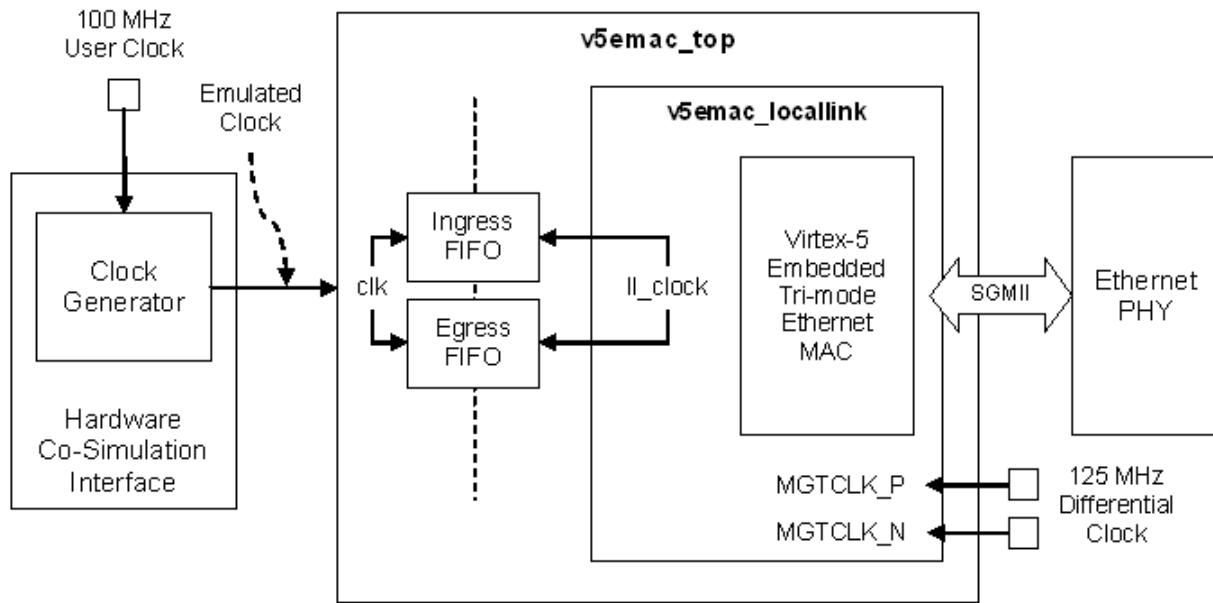 100 MHz
User Clock
Emulated
Clock
Clock
Generator
Hardware
Co-Simulation
Interface
v5emac_top
v5emac_locallink
clk
Ingress
FIFO
Egress
FIFO
ll_clock
Virtex-5
Embedded
Tri-mode
Ethernet
MAC
SGMII
Ethernet
PHY
MGTCLK_P
MGTCLK_N
125 MHz
Differential
Clock